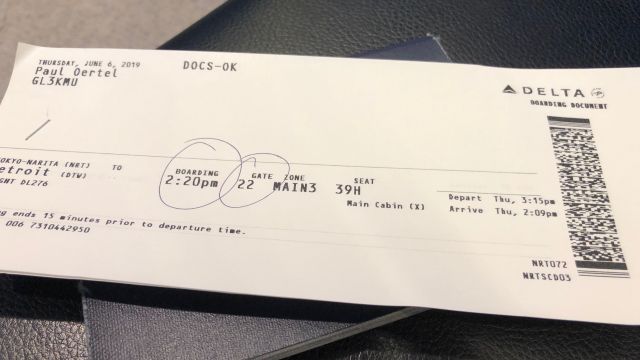 THURSDAY, JUNE 6, 2019
Paul Oertel
GL3KMU
DOCS-OK
DELTA
BOARDING DOCUMENT
TOKYO-NARITA (NRT) TO
Detroit (DTW)
GHT DL276
BOARDING GATE ZONE SEAT
2:20pm 22 MAIN3 39H
Main Cabin (X)
Depart Thu, 3:15pm
Arrive Thu, 2:09pm
g ends 15 minutes prior to departure time.
006 7310442950
NRT072
NRTSCD03